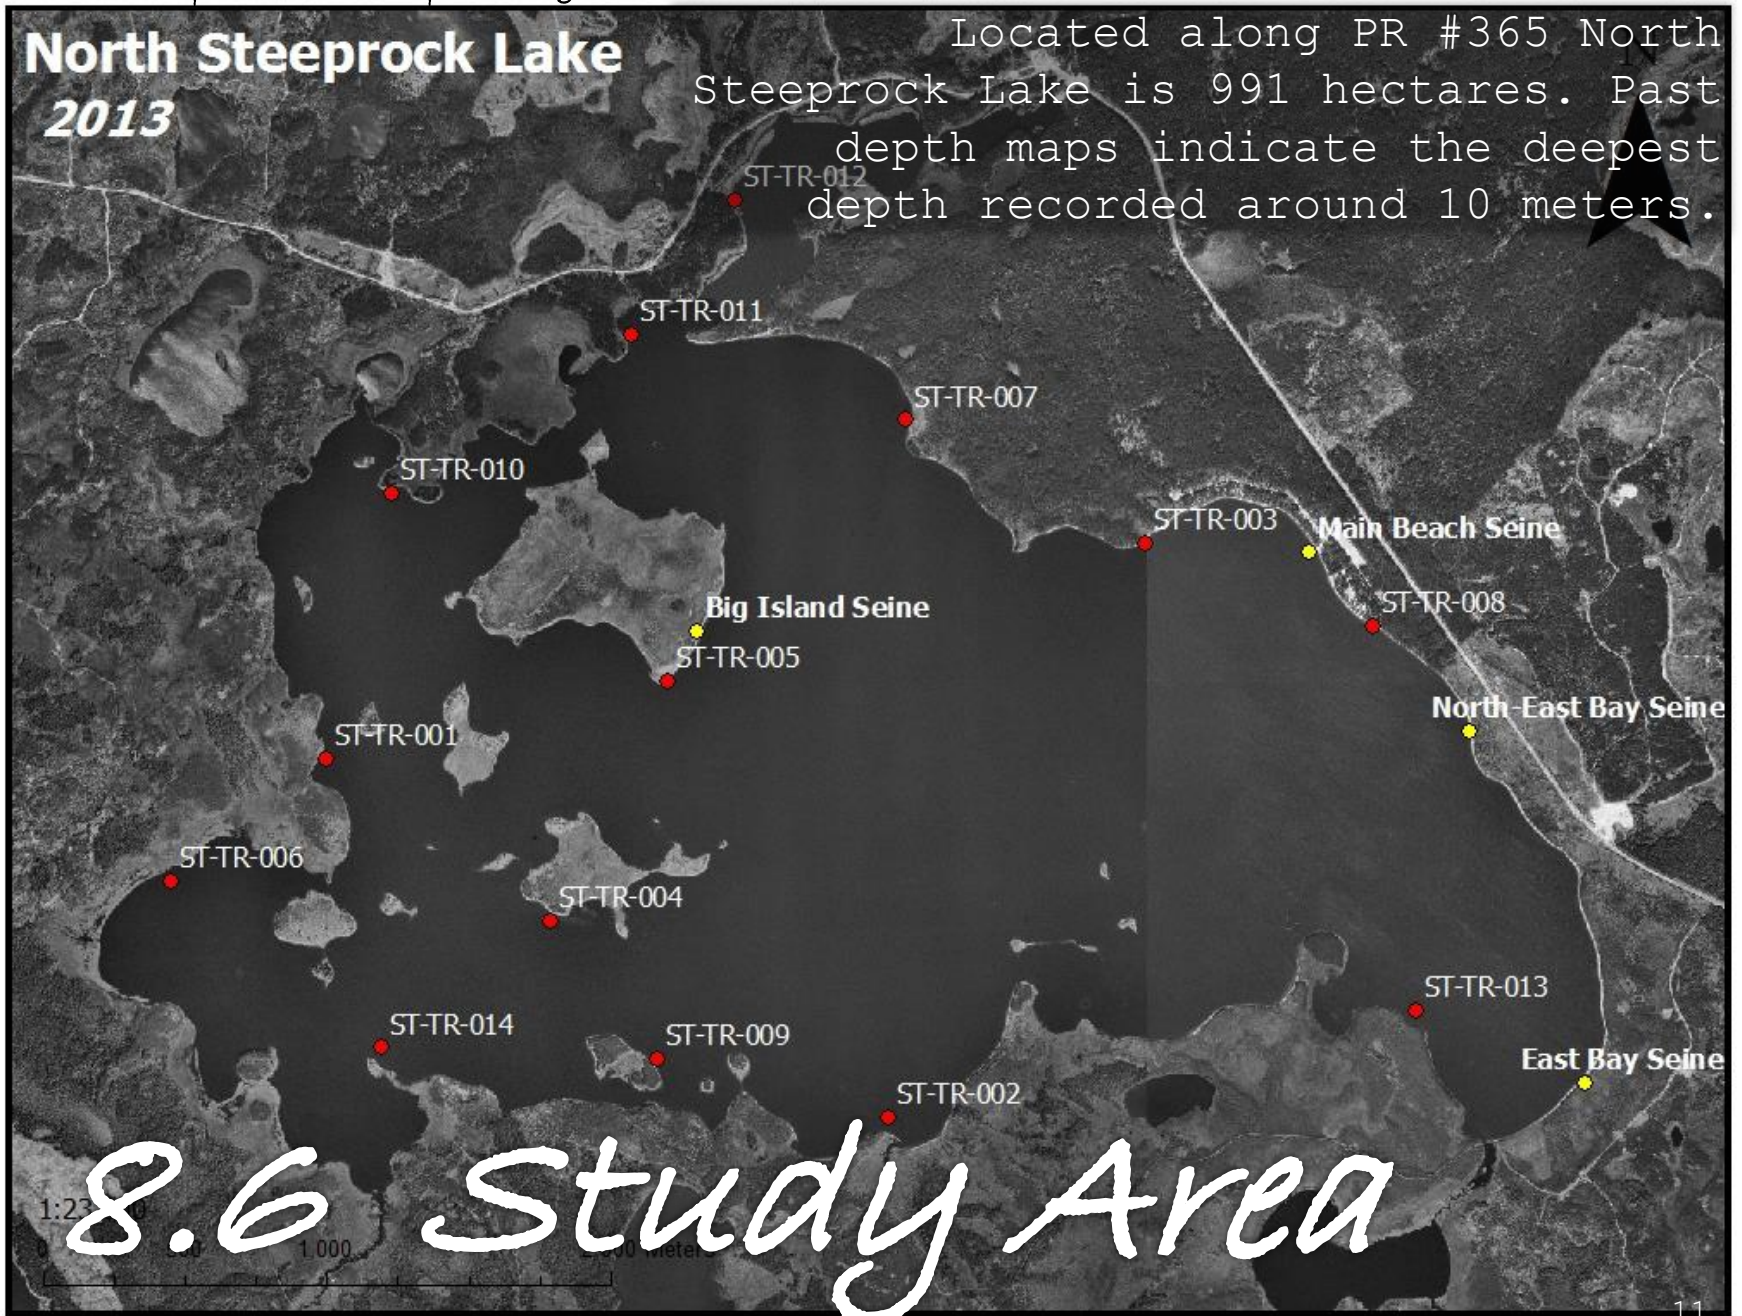 North Steeprock Lake
2013
Located along PR #365 North
Steeprock Lake is 991 hectares. Past
depth maps indicate the deepest
depth recorded around 10 meters.
N
ST-TR-012
ST-TR-011
ST-TR-007
ST-TR-010
ST-TR-003
Main Beach Seine
ST-TR-008
Big Island Seine
ST-TR-005
North-East Bay Seine
ST-TR-001
ST-TR-006
ST-TR-004
ST-TR-013
ST-TR-014
ST-TR-009
East Bay Seine
ST-TR-002
8.6 Study Area
0 1,000 Meters
11